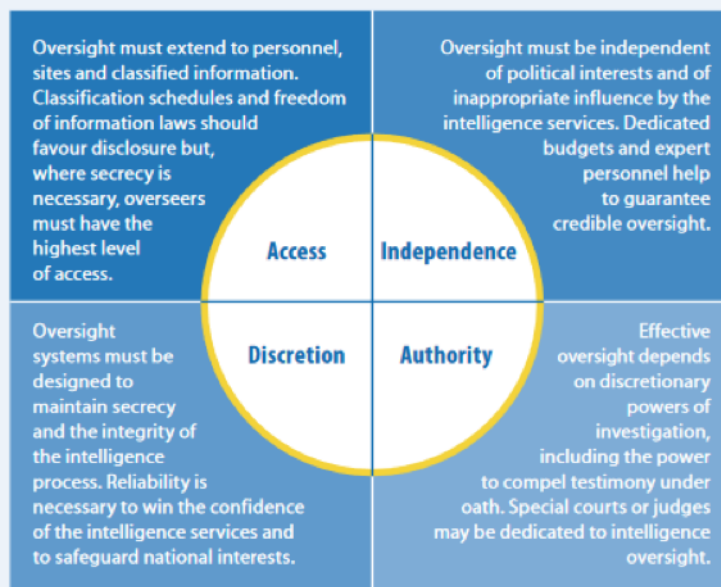 Oversight must extend to personnel,
sites and classified information.
Classification schedules and freedom
of information laws should
favour disclosure but,
where secrecy is
necessary, overseers
must have the
highest level
of access.
Oversight must be independent
of political interests and of
inappropriate influence by the
intelligence services. Dedicated
budgets and expert
personnel help
to guarantee
credible oversight.
Access
Independence
Discretion
Authority
Oversight
systems must be
designed to
maintain secrecy
and the integrity of
the intelligence
process. Reliability is
necessary to win the confidence
of the intelligence services and
to safeguard national interests.
Effective
oversight depends
on discretionary
powers of
investigation,
including the power
to compel testimony under
oath. Special courts or judges
may be dedicated to intelligence
oversight.